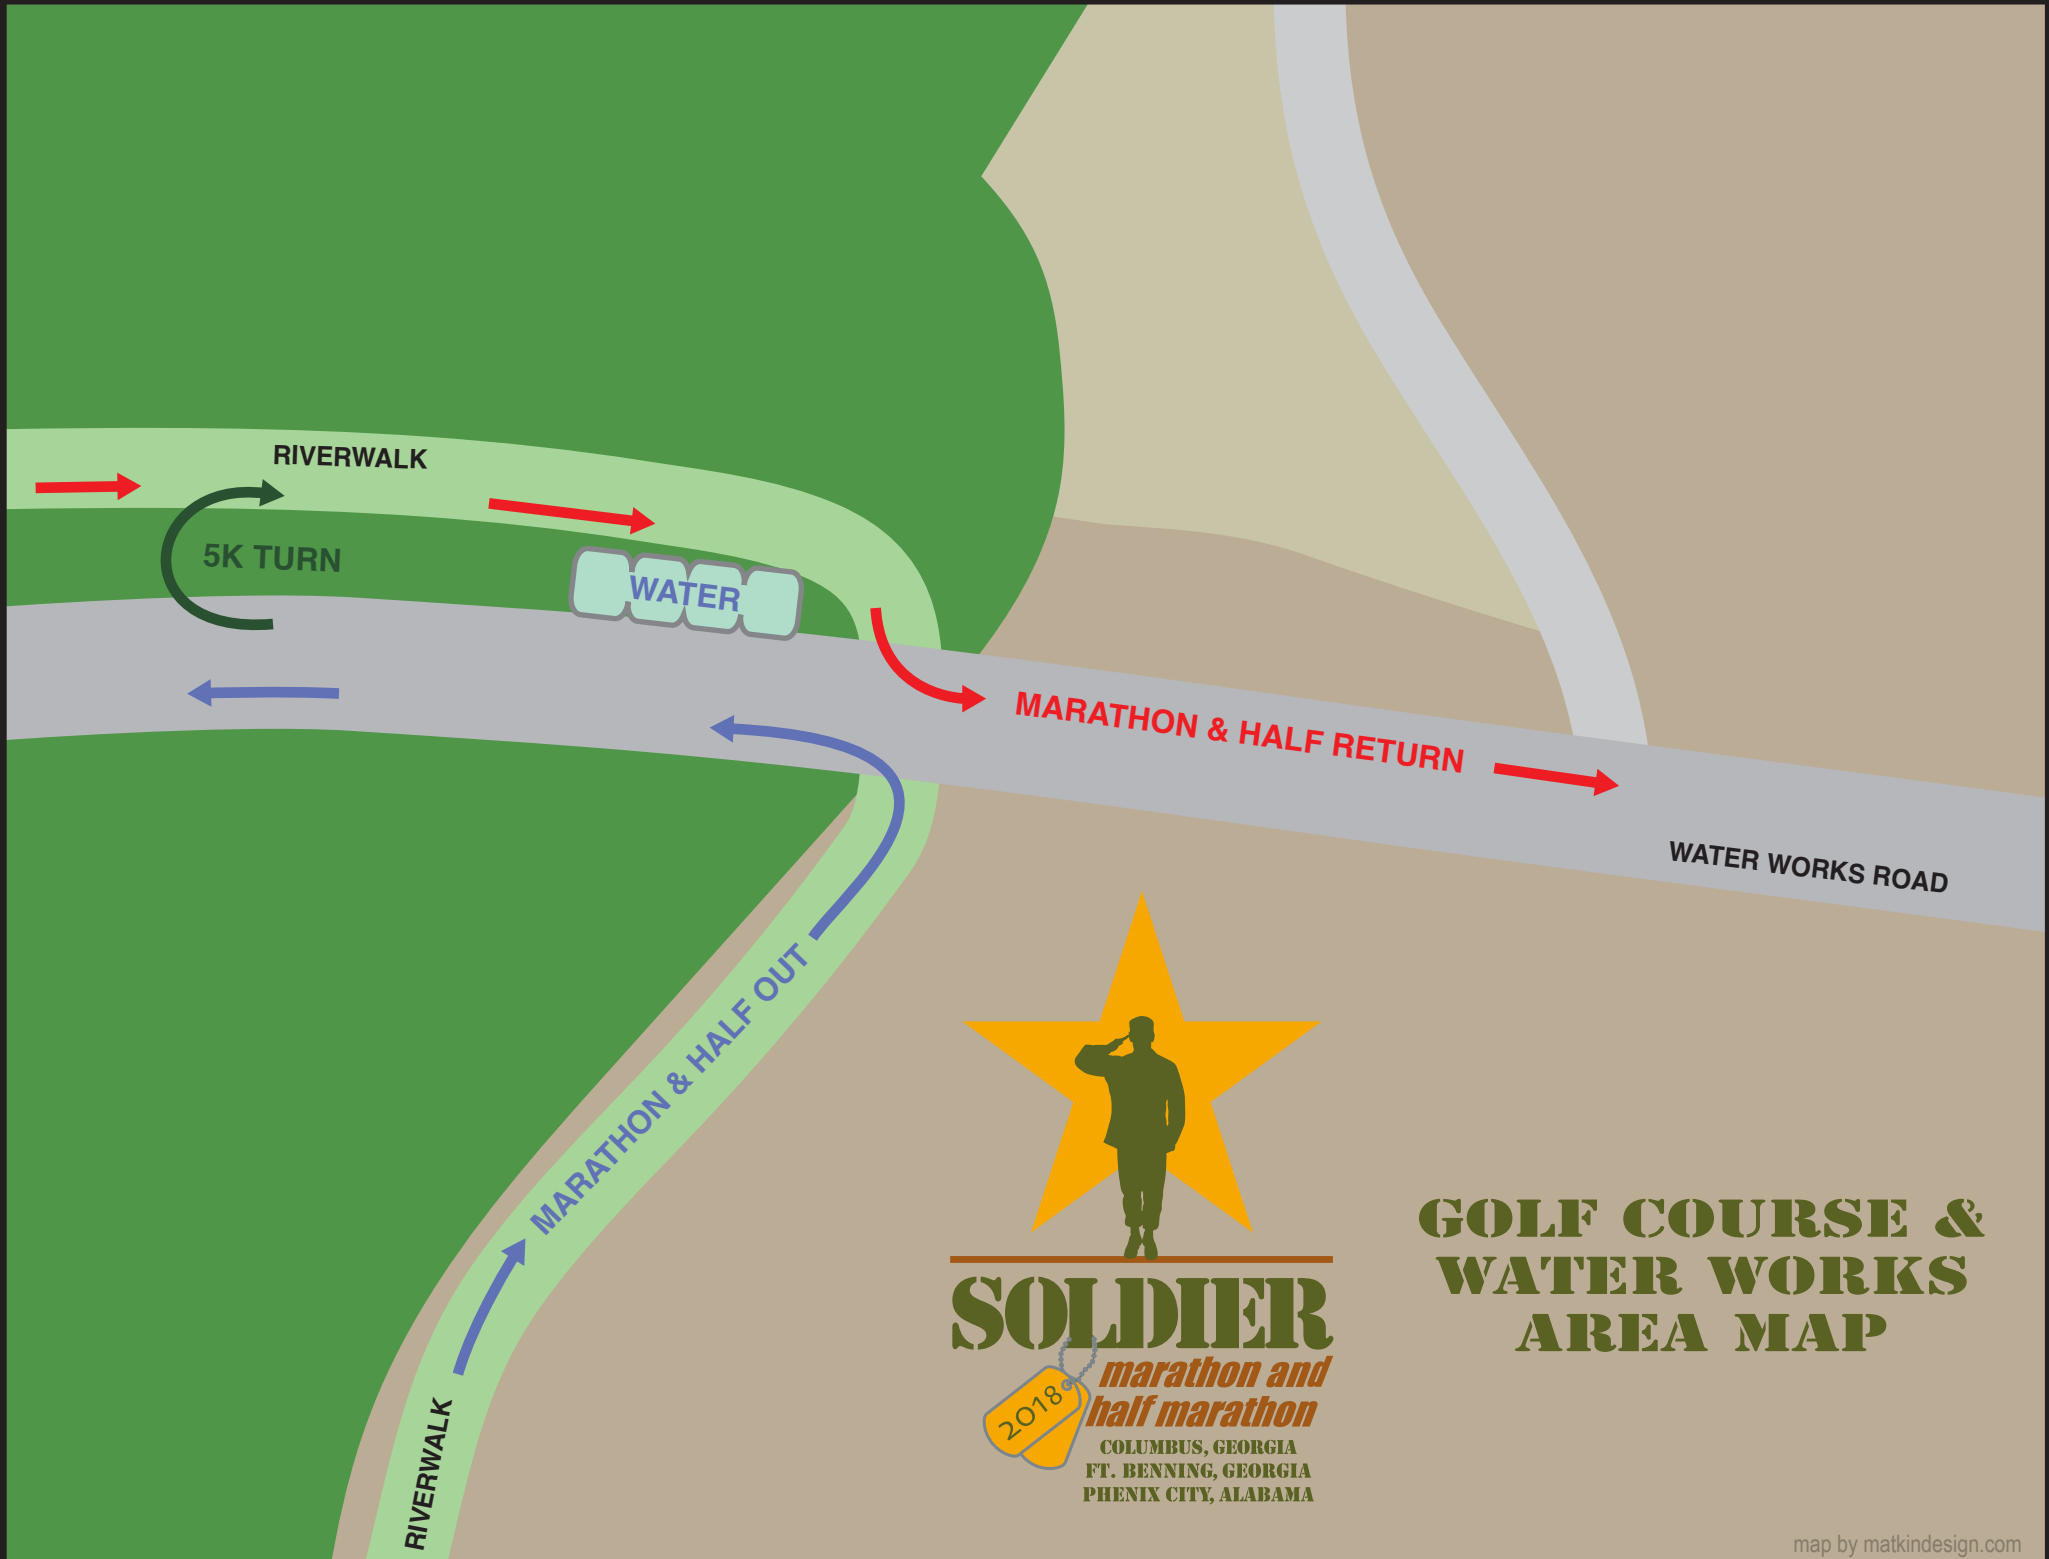 RIVERWALK
5K TURN
WATER
MARATHON & HALF RETURN
WATER WORKS ROAD
MARATHON & HALF OUT
RIVERWALK
SOLDIER
marathon and
half marathon
2018
COLUMBUS, GEORGIA
FT. BENNING, GEORGIA
PHENIX CITY, ALABAMA
GOLF COURSE &
WATER WORKS
AREA MAP
map by matkindesign.com